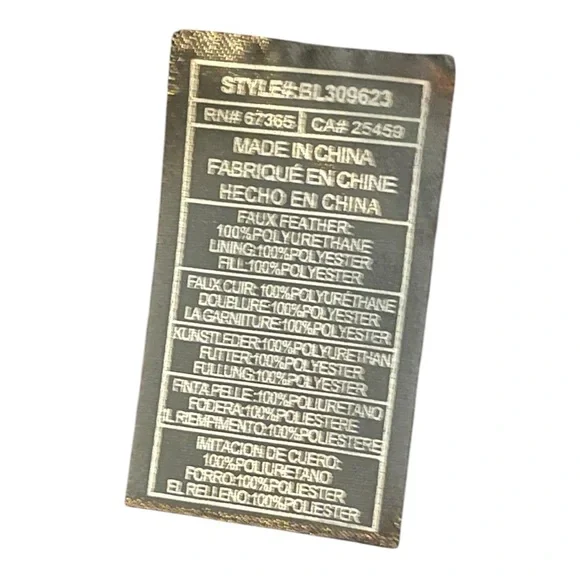 STYLE#:BL309623
RN# 67365 CA# 25459
MADE IN CHINA
FABRIQUÉ EN CHINE
HECHO EN CHINA
FAUX FEATHER:
100%POLYURETHANE
LINING:100%POLYESTER
FILL:100%POLYESTER
FAUX CUIR:100%POLYURÉTHANE
DOUBLURE:100%POLYESTER
LA GARNITURE:100%POLYESTER
KUNSTLEDER:100%POLYURETHAN
FUTTER:100%POLYESTER
FULLUNG:100%POLYESTER
FINTA PELLE:100%POLIURETANO
FODERA:100%POLIESTERE
IL RIEMPIMENTO:100%POLIESTERE
IMITACION DE CUERO:
100%POLIURETANO
FORRO:100%POLIESTER
EL RELLENO:100%POLIESTER